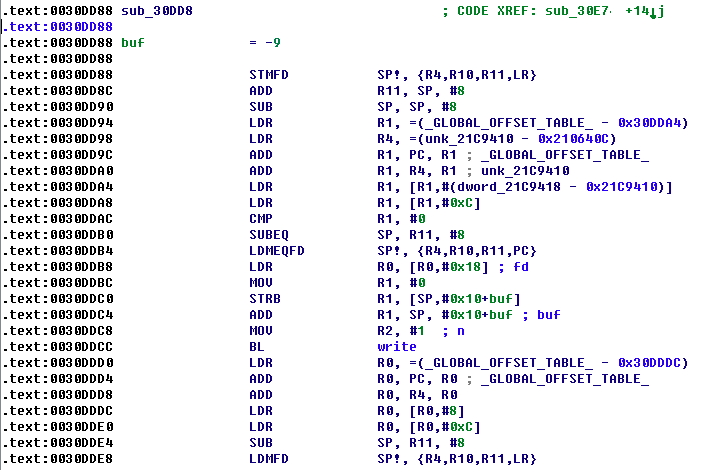 .text:0030DD88 sub_30DD8 ; CODE XREF: sub_30E7 +14↓j
.text:0030DD88
.text:0030DD88 buf = -9
.text:0030DD88
.text:0030DD88 STMFD SP!, {R4,R10,R11,LR}
.text:0030DD8C ADD R11, SP, #8
.text:0030DD90 SUB SP, SP, #8
.text:0030DD94 LDR R1, =(_GLOBAL_OFFSET_TABLE_ - 0x30DDA4)
.text:0030DD98 LDR R4, =(unk_21C9410 - 0x210640C)
.text:0030DD9C ADD R1, PC, R1 ; _GLOBAL_OFFSET_TABLE_
.text:0030DDA0 ADD R1, R4, R1 ; unk_21C9410
.text:0030DDA4 LDR R1, [R1,#(dword_21C9418 - 0x21C9410)]
.text:0030DDA8 LDR R1, [R1,#0xC]
.text:0030DDAC CMP R1, #0
.text:0030DDB0 SUBEQ SP, R11, #8
.text:0030DDB4 LDMEQFD SP!, {R4,R10,R11,PC}
.text:0030DDB8 LDR R0, [R0,#0x18] ; fd
.text:0030DDBC MOV R1, #0
.text:0030DDC0 STRB R1, [SP,#0x10+buf]
.text:0030DDC4 ADD R1, SP, #0x10+buf ; buf
.text:0030DDC8 MOV R2, #1 ; n
.text:0030DDCC BL write
.text:0030DDD0 LDR R0, =(_GLOBAL_OFFSET_TABLE_ - 0x30DDDC)
.text:0030DDD4 ADD R0, PC, R0 ; _GLOBAL_OFFSET_TABLE_
.text:0030DDD8 ADD R0, R4, R0
.text:0030DDDC LDR R0, [R0,#8]
.text:0030DDE0 LDR R0, [R0,#0xC]
.text:0030DDE4 SUB SP, R11, #8
.text:0030DDE8 LDMFD SP!, {R4,R10,R11,LR}